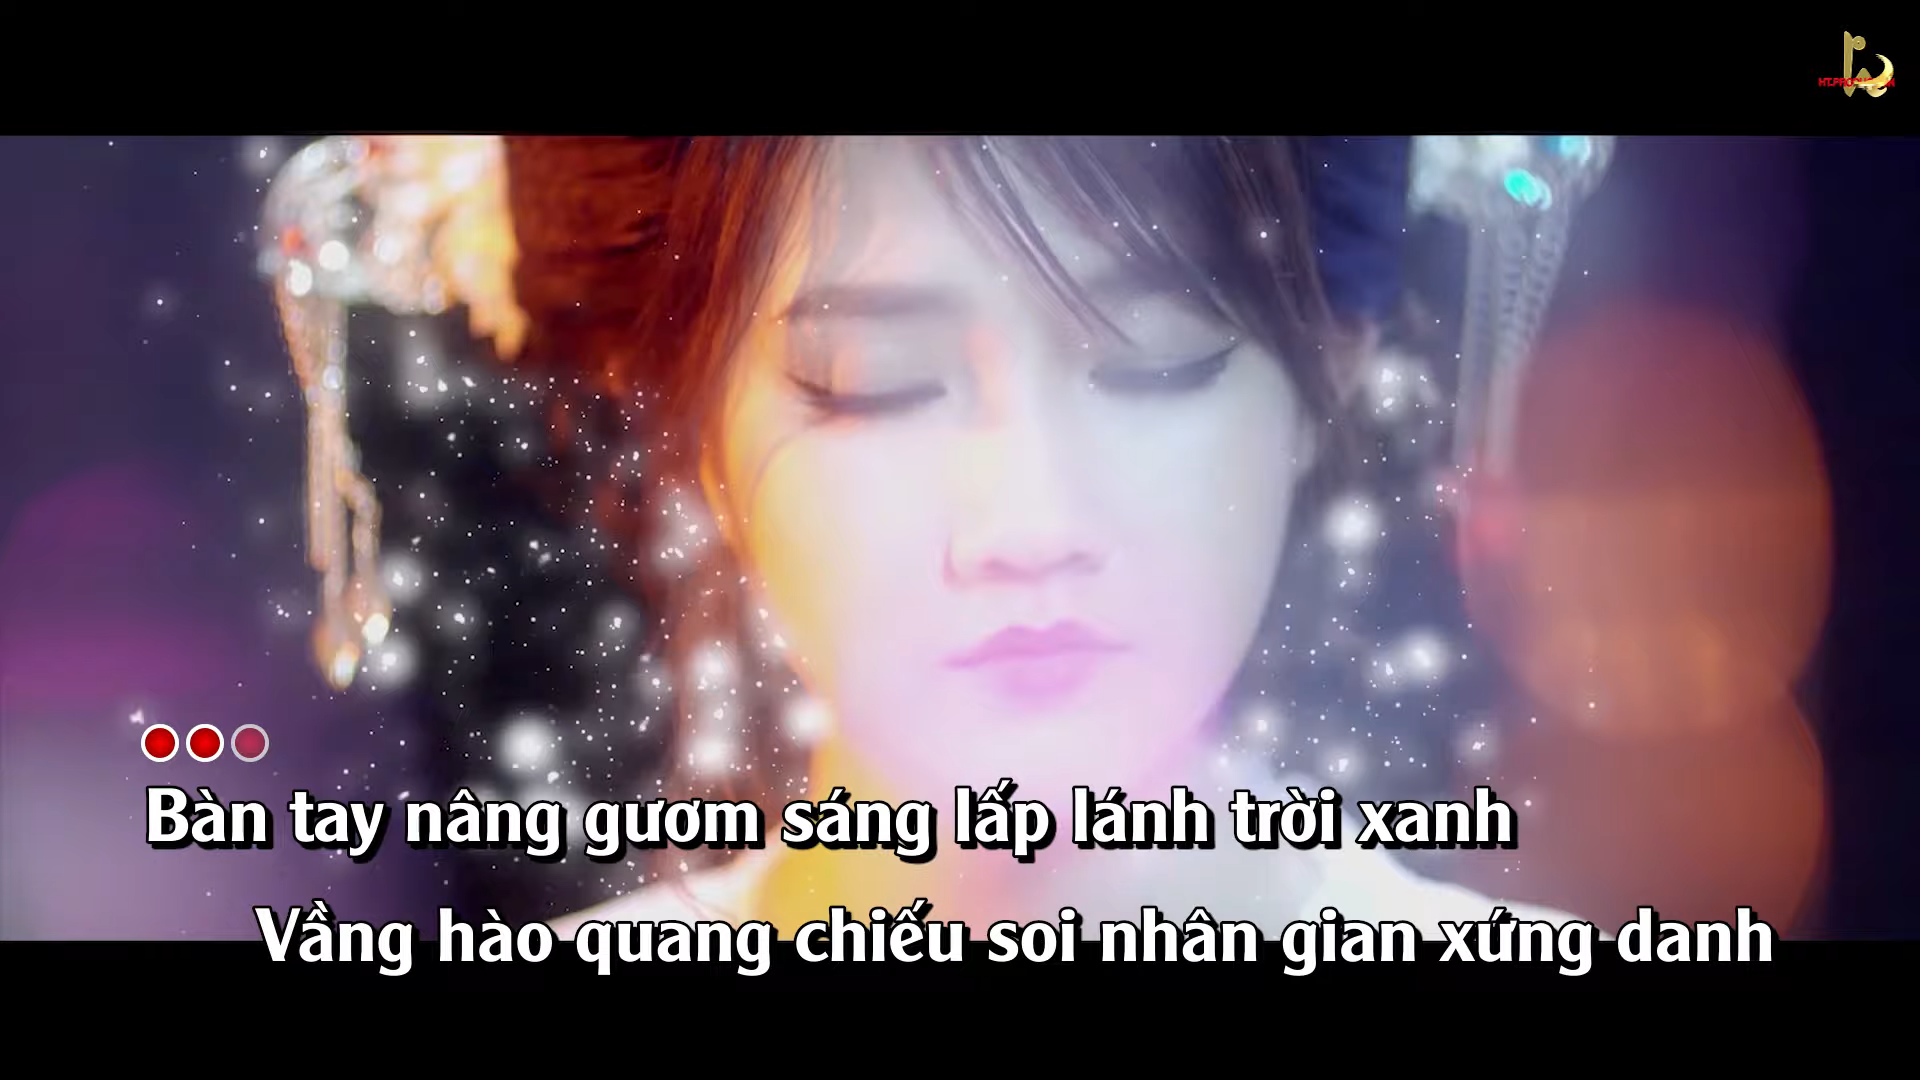 Bàn tay nâng gươm sáng lấp lánh trời xanh
Vầng hào quang chiếu soi nhân gian xứng danh